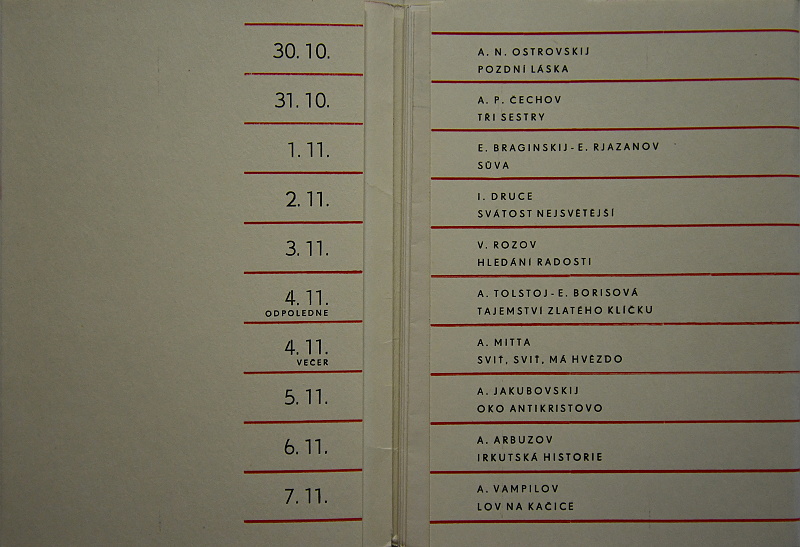 30. 10.
A. N. OSTROVSKIJ
POZDNÍ LÁSKA
31. 10.
A. P. ČECHOV
TŘI SESTRY
1. 11.
E. BRAGINSKIJ - E. RJAZANOV
SŮVA
2. 11.
I. DRUCE
SVÁTOST NEJSVĚTĚJŠÍ
3. 11.
V. ROZOV
HLEDÁNÍ RADOSTI
4. 11.
ODPOLEDNE
A. TOLSTOJ - E. BORISOVÁ
TAJEMSTVÍ ZLATÉHO KLÍČKU
4. 11.
VEČER
A. MITTA
SVIŤ, SVIŤ, MÁ HVĚZDO
5. 11.
A. JAKUBOVSKIJ
OKO ANTIKRISTOVO
6. 11.
A. ARBUZOV
IRKUTSKÁ HISTORIE
7. 11.
A. VAMPILOV
LOV NA KAČICE